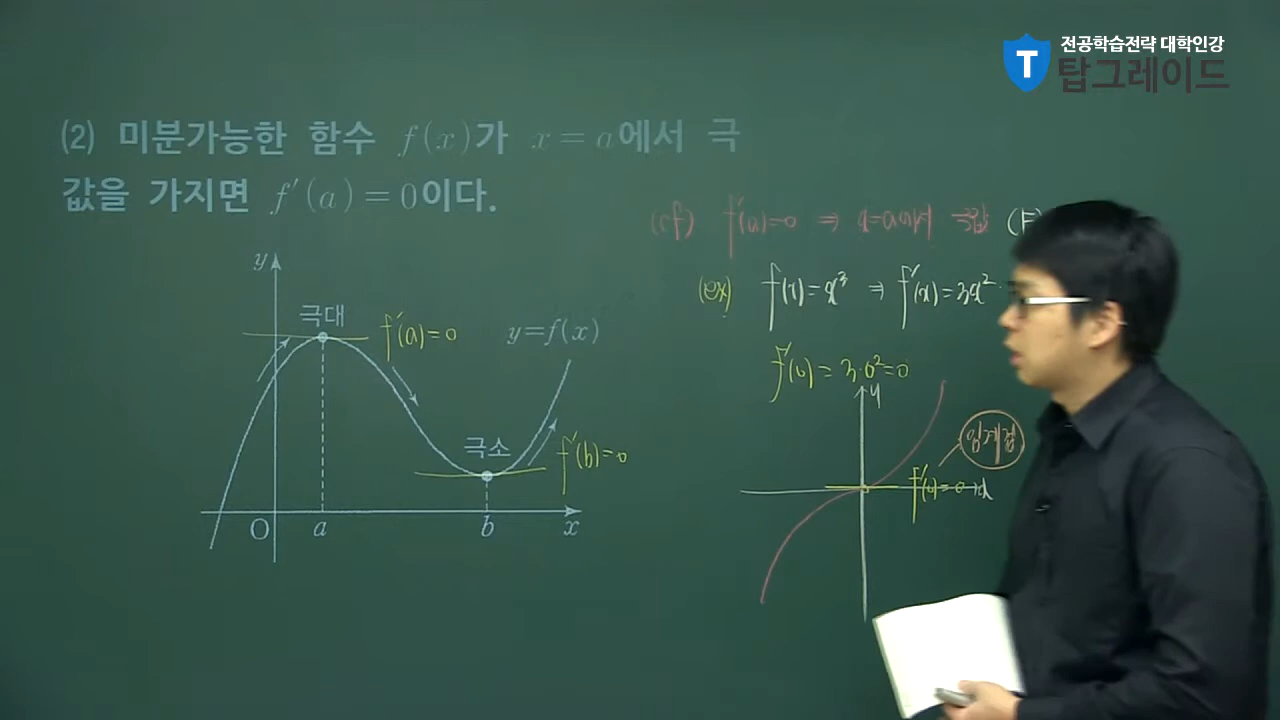 전공학습전략 대학인강
T 탑그레이드
(2) 미분가능한 함수 f(x)가 x=a에서 극
값을 가지면 f′(a)=0이다.
(cf) f′(a)=0 ⇒ x=a에서 극값 (F
(ex) f(x)=x³ ⇒ f′(x)=3x²
f′(0)=3·0²=0
y
극대
f′(a)=0
y=f(x)
y
임계점
극소
f′(b)=0
f′(0)=0
x
O a b x